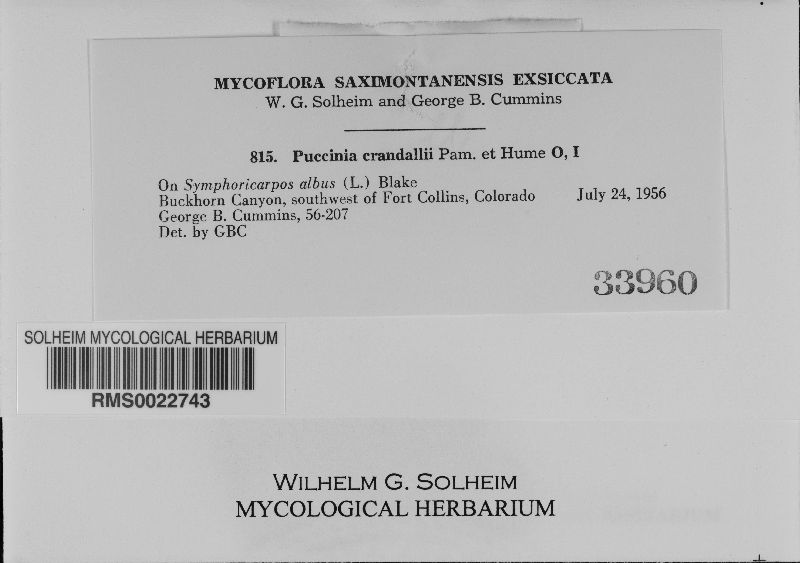 MYCOFLORA SAXIMONTANENSIS EXSICCATA
W. G. Solheim and George B. Cummins
815. Puccinia crandallii Pam. et Hume O, I
On Symphoricarpos albus (L.) Blake
Buckhorn Canyon, southwest of Fort Collins, Colorado July 24, 1956
George B. Cummins, 56-207
Det. by GBC
33960
SOLHEIM MYCOLOGICAL HERBARIUM
RMS0022743
WILHELM G. SOLHEIM
MYCOLOGICAL HERBARIUM